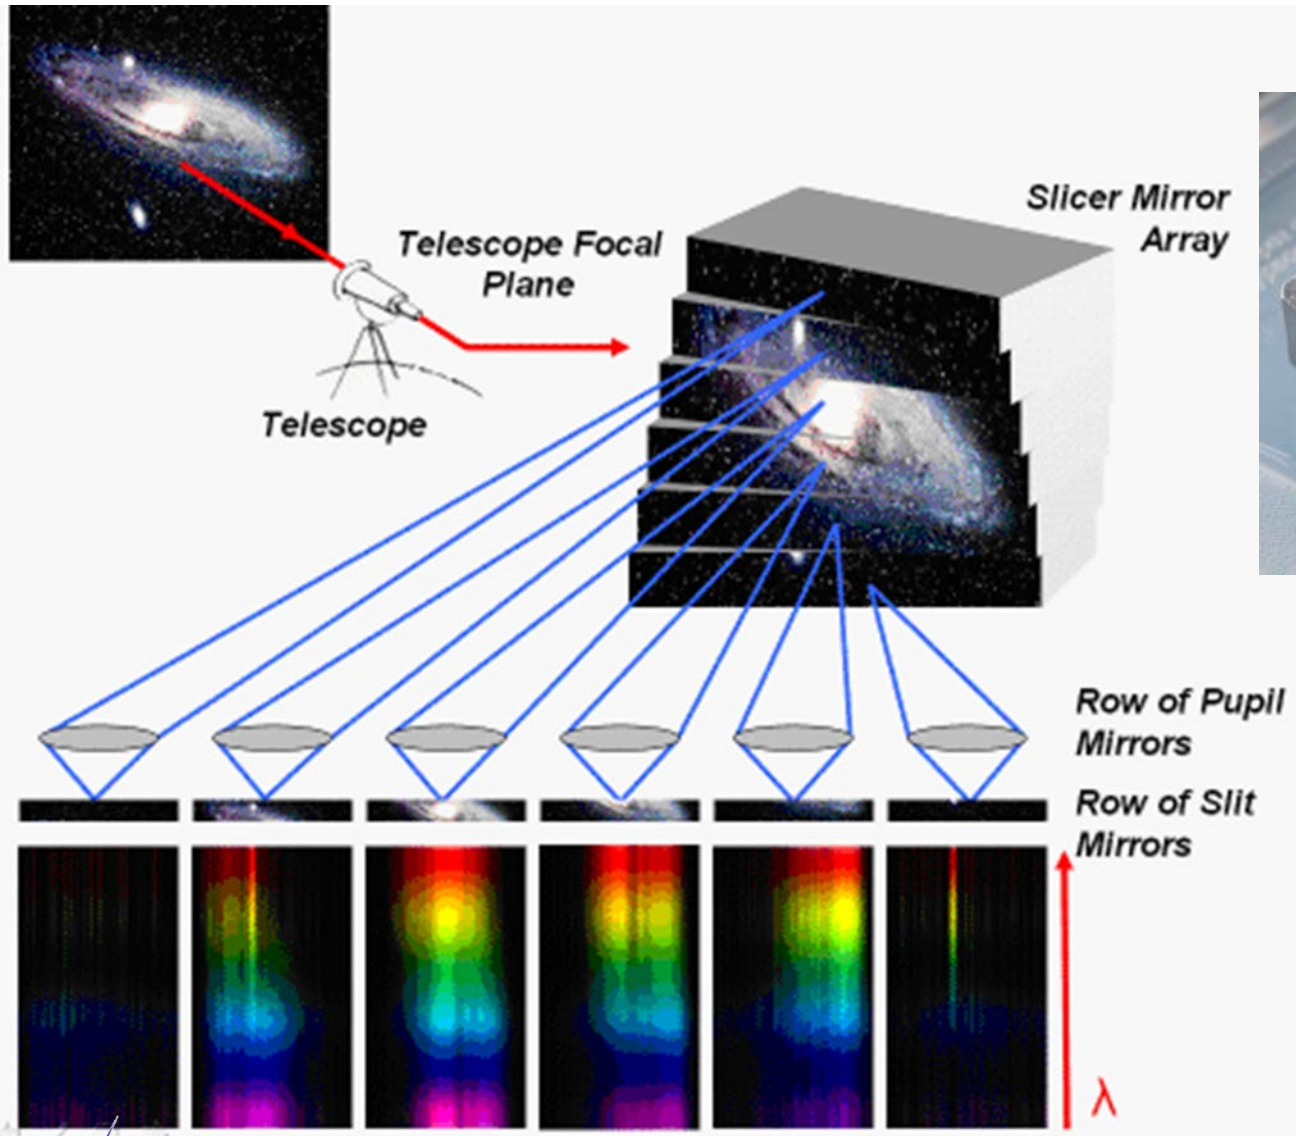 Telescope Focal
Plane
Slicer Mirror
Array
Telescope
Row of Pupil
Mirrors
Row of Slit
Mirrors
λ